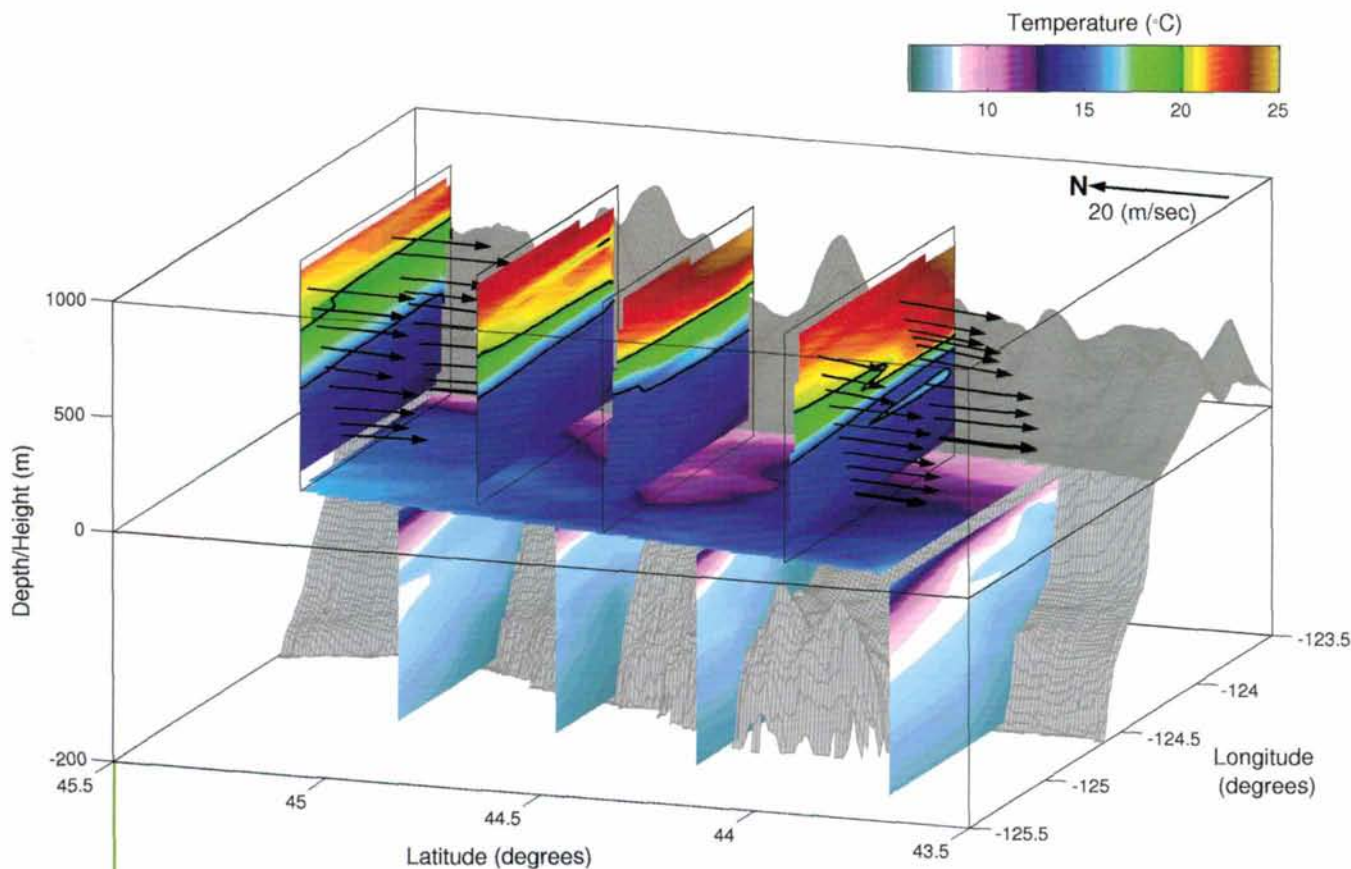 Temperature (°C)
10 15 20 25
N
20 (m/sec)
1000
500
0
-200
Depth/Height (m)
45.5
45
44.5
44
43.5
Latitude (degrees)
-123.5
-124
-124.5
-125
-125.5
Longitude
(degrees)